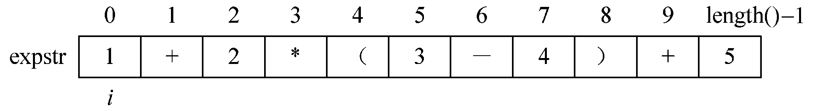 0 1 2 3 4 5 6 7 8 9 length()−1
expstr 1 + 2 * ( 3 − 4 ) + 5
i